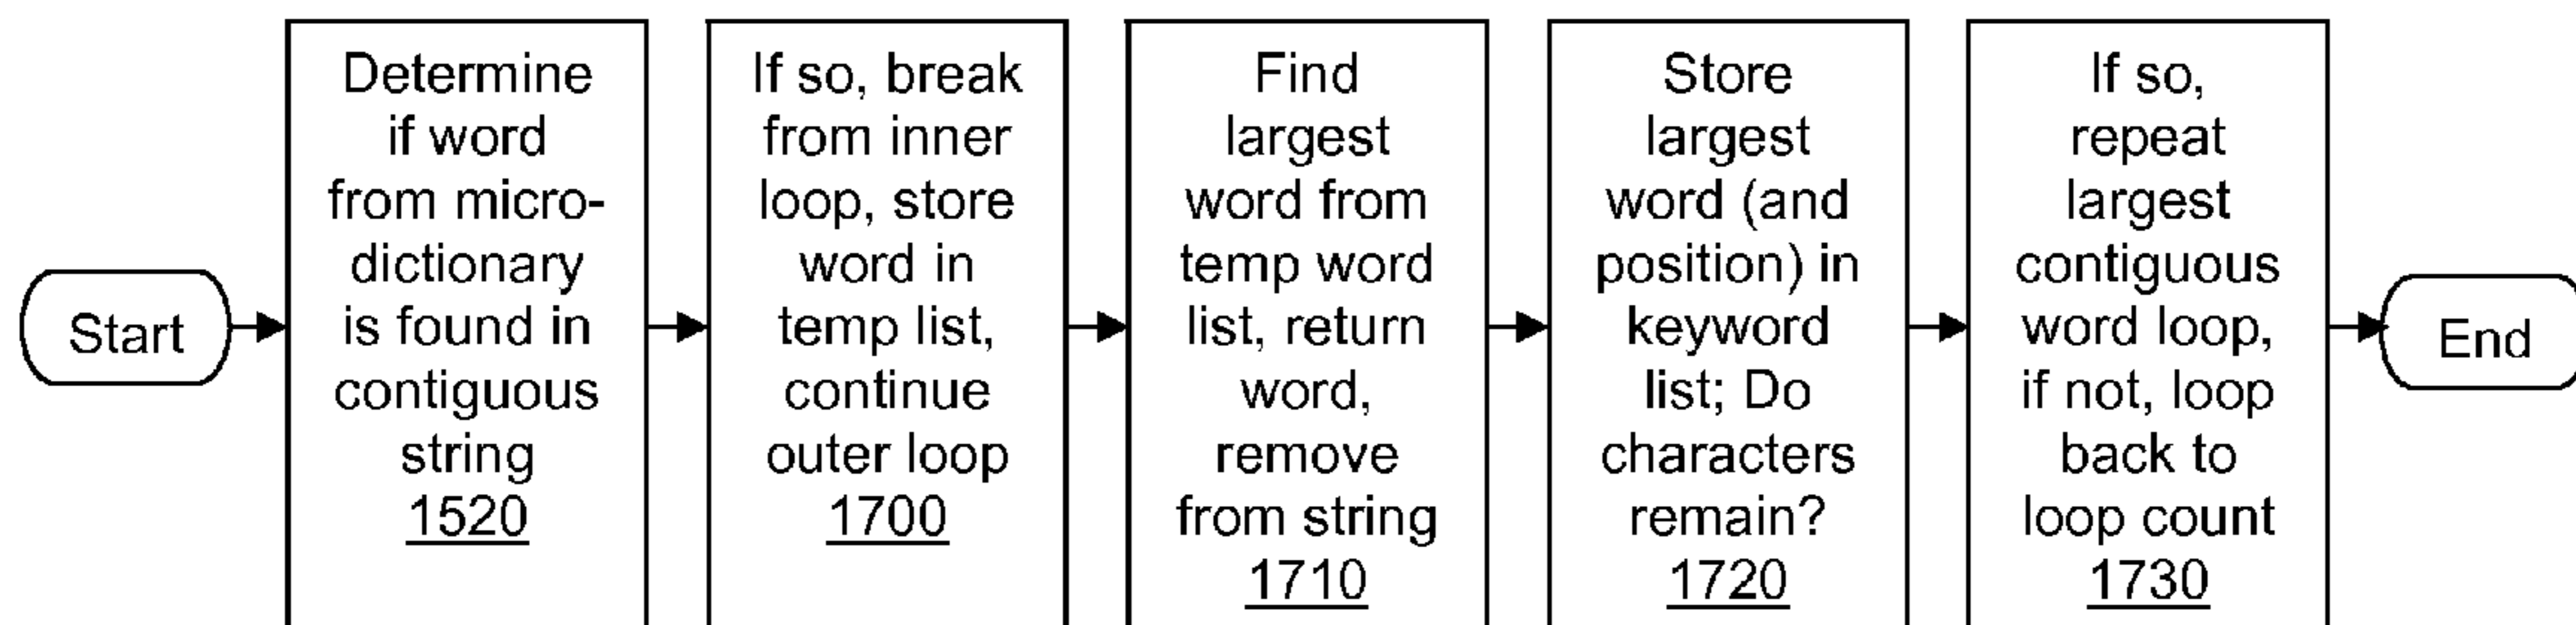 Start
Determine
if word
from micro-
dictionary
is found in
contiguous
string
1520
If so, break
from inner
loop, store
word in
temp list,
continue
outer loop
1700
Find
largest
word from
temp word
list, return
word,
remove
from string
1710
Store
largest
word (and
position) in
keyword
list; Do
characters
remain?
1720
If so,
repeat
largest
contiguous
word loop,
if not, loop
back to
loop count
1730
End